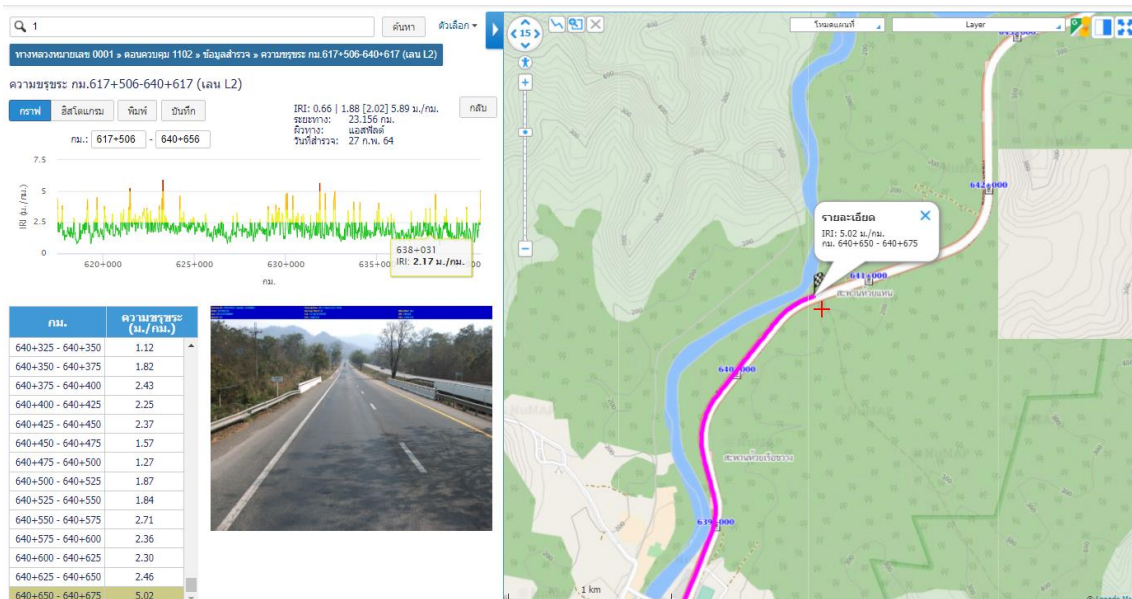 1
ค้นหา
ตัวเลือก
ทางหลวงหมายเลข 0001 » ตอนควบคุม 1102 » ข้อมูลสำรวจ » ความขรุขระ กม.617+506-640+617 (เลน L2)
ความขรุขระ กม.617+506-640+617 (เลน L2)
กราฟ ฮิสโตแกรม พิมพ์ บันทึก
IRI: 0.66 | 1.88 [2.02] 5.89 ม./กม.
ระยะทาง: 23.156 กม.
ผิวทาง: แอสฟัลต์
วันที่สำรวจ: 27 ก.พ. 64
กลับ
กม.: 617+506 - 640+656
7.5
5
2.5
0
IRI (ม./กม.)
620+000 625+000 630+000 635+00
638+031
IRI: 2.17 ม./กม.
กม.
กม. ความขรุขระ (ม./กม.)
640+325 - 640+350 1.12
640+350 - 640+375 1.82
640+375 - 640+400 2.43
640+400 - 640+425 2.25
640+425 - 640+450 2.37
640+450 - 640+475 1.57
640+475 - 640+500 1.27
640+500 - 640+525 1.87
640+525 - 640+550 1.84
640+550 - 640+575 2.71
640+575 - 640+600 2.36
640+600 - 640+625 2.30
640+625 - 640+650 2.46
640+650 - 640+675 5.02
15
โหมดแผนที่
Layer
642+000
รายละเอียด
IRI: 5.02 ม./กม.
กม. 640+650 - 640+675
641+000
สะพานห้วยแหน
640+000
639+000
1 km